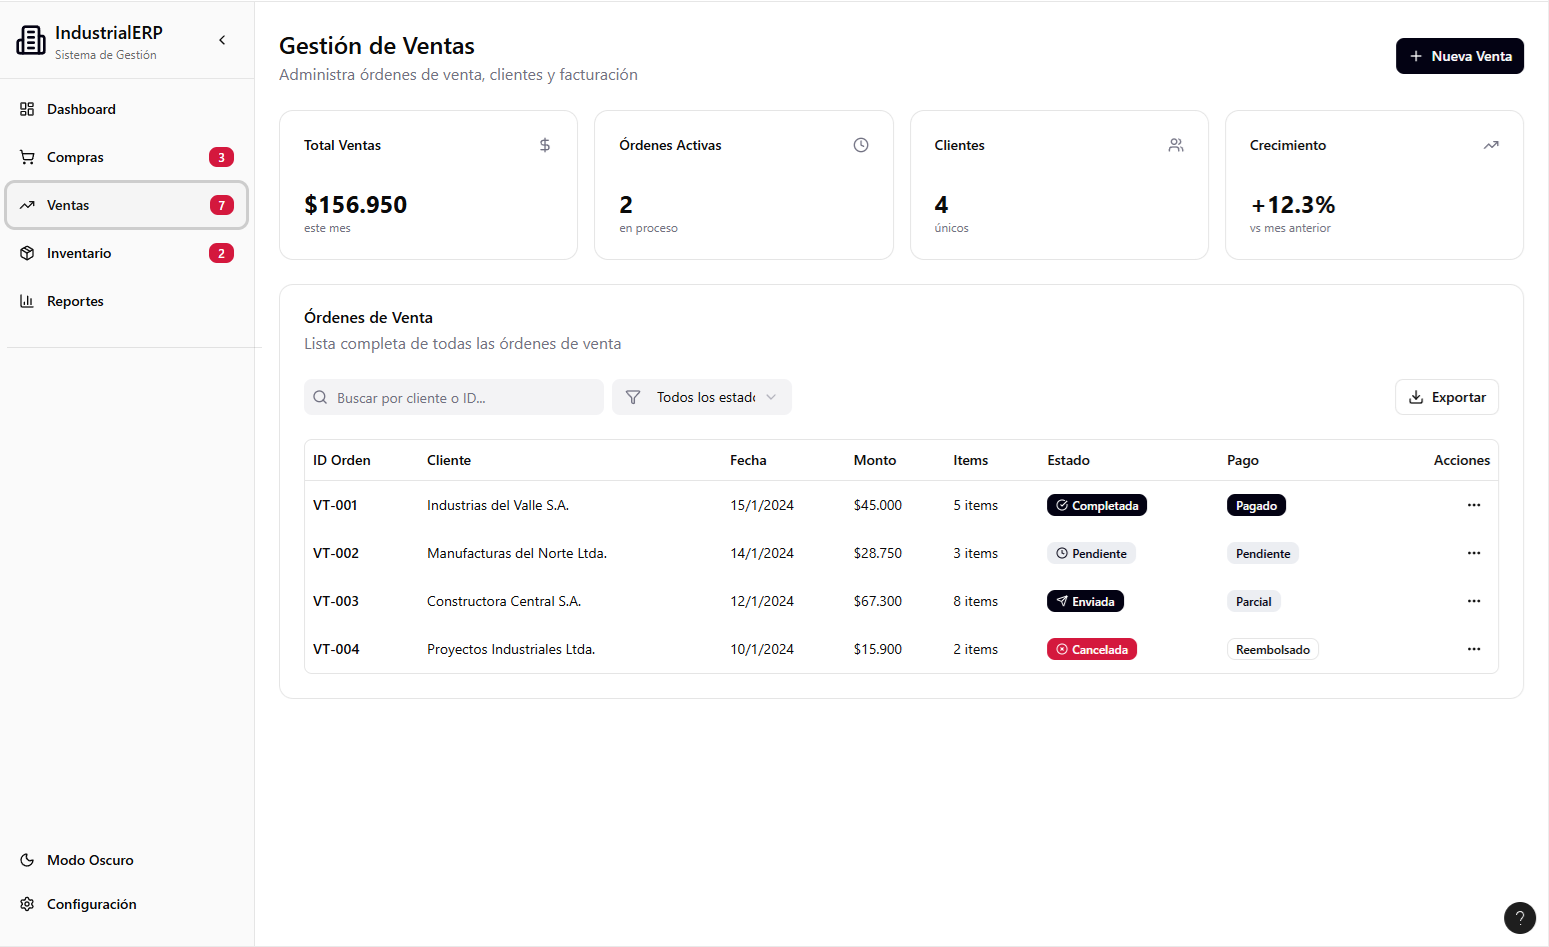 IndustrialERP
Sistema de Gestión
Dashboard
Compras 3
Ventas 7
Inventario 2
Reportes
Modo Oscuro
Configuración
Gestión de Ventas
Administra órdenes de venta, clientes y facturación
+ Nueva Venta
Total Ventas $
$156.950
este mes
Órdenes Activas
2
en proceso
Clientes
4
únicos
Crecimiento
+12.3%
vs mes anterior
Órdenes de Venta
Lista completa de todas las órdenes de venta
Buscar por cliente o ID... Todos los estad Exportar
ID Orden Cliente Fecha Monto Items Estado Pago Acciones
VT-001 Industrias del Valle S.A. 15/1/2024 $45.000 5 items Completada Pagado ...
VT-002 Manufacturas del Norte Ltda. 14/1/2024 $28.750 3 items Pendiente Pendiente ...
VT-003 Constructora Central S.A. 12/1/2024 $67.300 8 items Enviada Parcial ...
VT-004 Proyectos Industriales Ltda. 10/1/2024 $15.900 2 items Cancelada Reembolsado ...
?